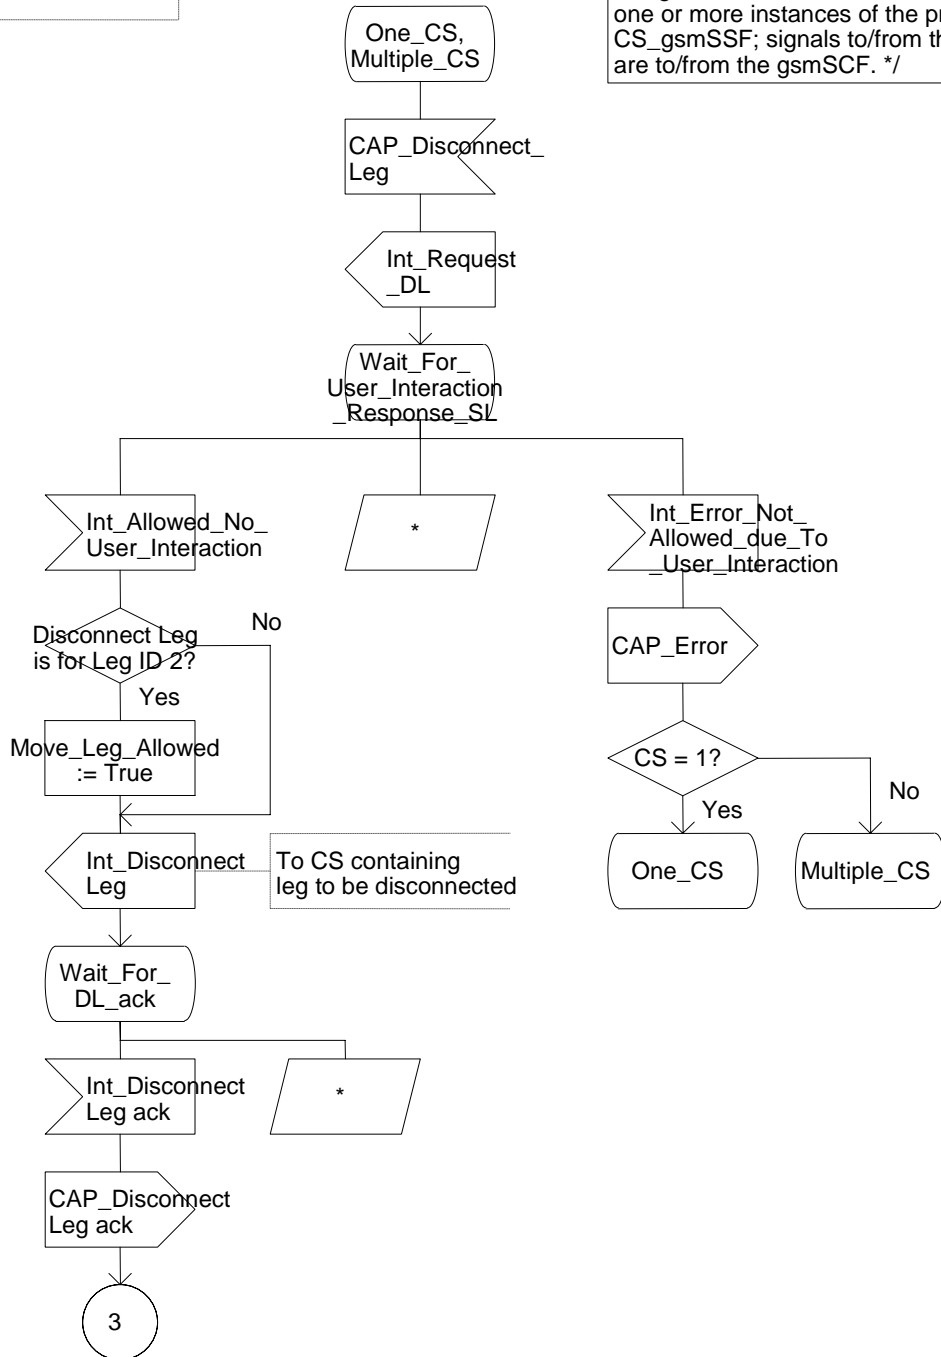 one or more instances of the
CS_gsmSSF; signals to/from
are to/from the gsmSCF. */
One_CS,
Multiple_CS
CAP_Disconnect_
Leg
Int_Request
_DL
Wait_For_
User_Interaction
_Response_SL
Int_Allowed_No_
User_Interaction
*
Int_Error_Not_
Allowed_due_To
_User_Interaction
Disconnect Leg
is for Leg ID 2?
No
Yes
CAP_Error
Move_Leg_Allowed
:= True
CS = 1?
No
Yes
Int_Disconnect
Leg
To CS containing
leg to be disconnected
One_CS
Multiple_CS
Wait_For_
DL_ack
Int_Disconnect
Leg ack
*
CAP_Disconnect
Leg ack
3